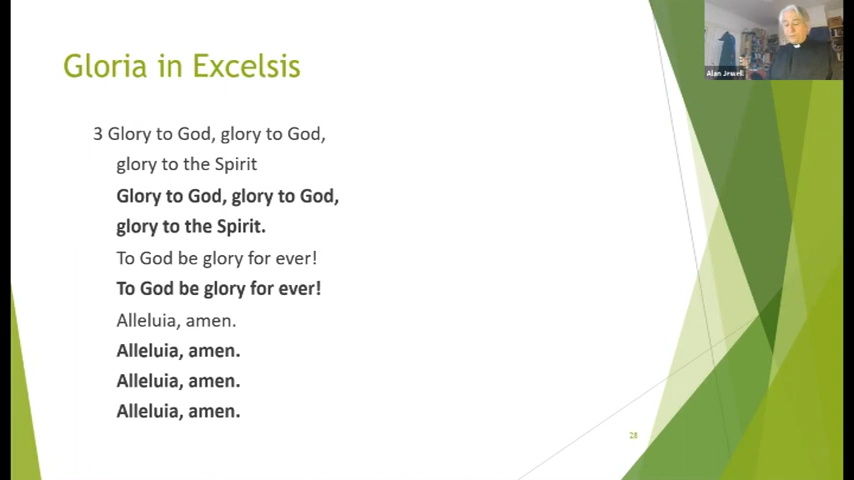 Gloria in Excelsis
3 Glory to God, glory to God,
glory to the Spirit
Glory to God, glory to God,
glory to the Spirit.
To God be glory for ever!
To God be glory for ever!
Alleluia, amen.
Alleluia, amen.
Alleluia, amen.
Alleluia, amen.
28
Alan Jewell